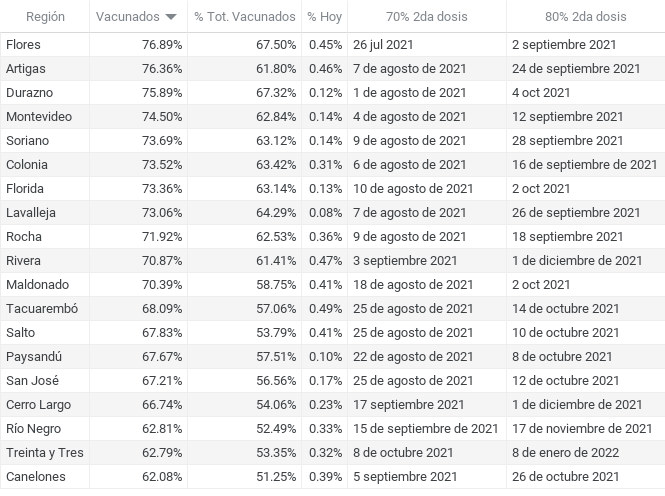 Región Vacunados % Tot. Vacunados % Hoy 70% 2da dosis 80% 2da dosis
Flores 76.89% 67.50% 0.45% 26 jul 2021 2 septiembre 2021
Artigas 76.36% 61.80% 0.46% 7 de agosto de 2021 24 de septiembre 2021
Durazno 75.89% 67.32% 0.12% 1 de agosto de 2021 4 oct 2021
Montevideo 74.50% 62.84% 0.14% 4 de agosto de 2021 12 septiembre 2021
Soriano 73.69% 63.12% 0.14% 9 de agosto de 2021 28 septiembre 2021
Colonia 73.52% 63.42% 0.31% 6 de agosto de 2021 16 de septiembre de 2021
Florida 73.36% 63.14% 0.13% 10 de agosto de 2021 2 oct 2021
Lavalleja 73.06% 64.29% 0.08% 7 de agosto de 2021 26 de septiembre 2021
Rocha 71.92% 62.53% 0.36% 9 de agosto de 2021 18 septiembre 2021
Rivera 70.87% 61.41% 0.47% 3 septiembre 2021 1 de diciembre de 2021
Maldonado 70.39% 58.75% 0.41% 18 de agosto de 2021 2 oct 2021
Tacuarembó 68.09% 57.06% 0.49% 25 de agosto de 2021 14 de octubre 2021
Salto 67.83% 53.79% 0.41% 25 de agosto de 2021 10 de octubre 2021
Paysandú 67.67% 57.51% 0.10% 22 de agosto de 2021 8 de octubre 2021
San José 67.21% 56.56% 0.17% 25 de agosto de 2021 12 de octubre 2021
Cerro Largo 66.74% 54.06% 0.23% 17 septiembre 2021 1 de diciembre de 2021
Río Negro 62.81% 52.49% 0.33% 15 de septiembre de 2021 17 de noviembre de 2021
Treinta y Tres 62.79% 53.35% 0.32% 8 de octubre 2021 8 de enero de 2022
Canelones 62.08% 51.25% 0.39% 5 septiembre 2021 26 de octubre 2021